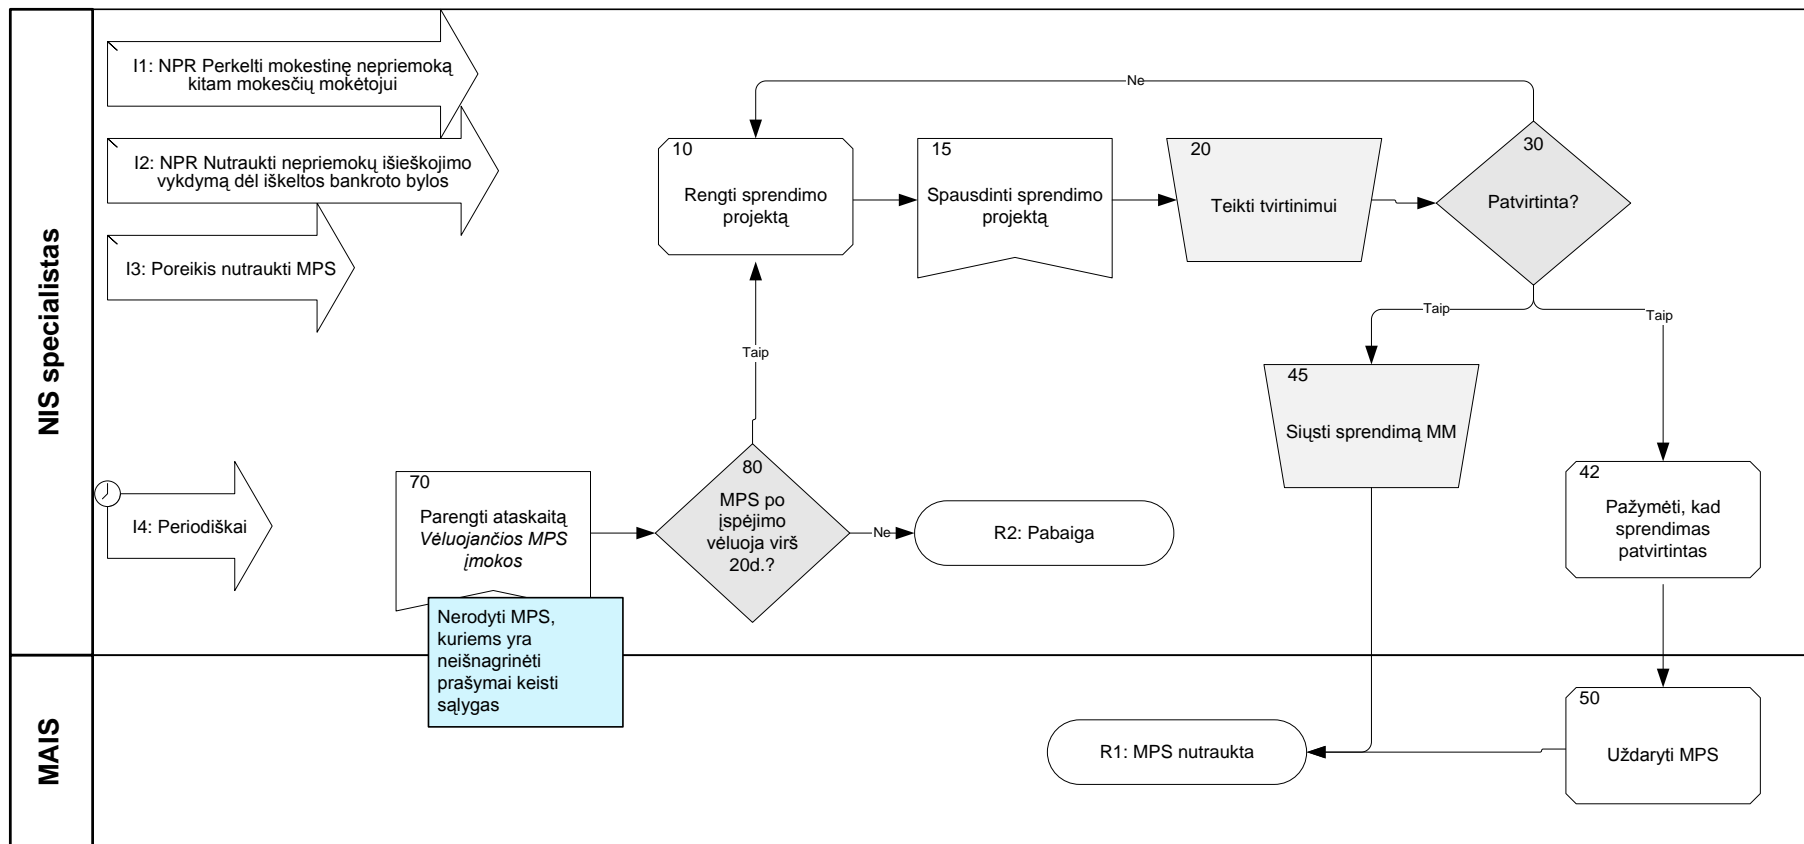 NIS specialistas
I1: NPR Perkelti mokestinę nepriemoką
kitam mokesčių mokėtojui
I2: NPR Nutraukti nepriemokų išieškojimo
vykdymą dėl iškeltos bankroto bylos
I3: Poreikis nutraukti MPS
I4: Periodiškai
Ne
10
Rengti sprendimo
projektą
15
Spausdinti sprendimo
projektą
20
Teikti tvirtinimui
30
Patvirtinta?
Taip
Taip
Taip
45
Siųsti sprendimą MM
42
Pažymėti, kad
sprendimas
patvirtintas
70
Parengti ataskaitą
Vėluojančios MPS
įmokos
80
MPS po
įspėjimo
vėluoja virš
20d.?
Ne
R2: Pabaiga
Nerodyti MPS,
kuriems yra
neišnagrinėti
prašymai keisti
sąlygas
MAIS
R1: MPS nutraukta
50
Uždaryti MPS